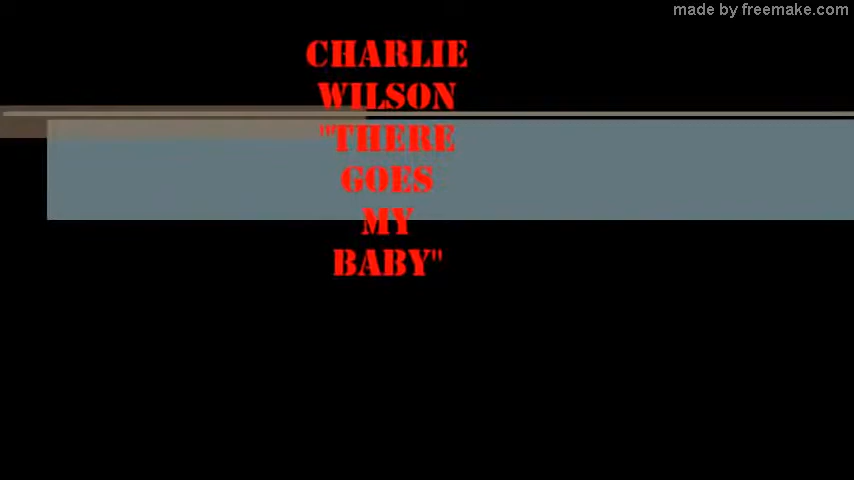 made by freemake.com
CHARLIE
WILSON
"THERE
GOES
MY
BABY"